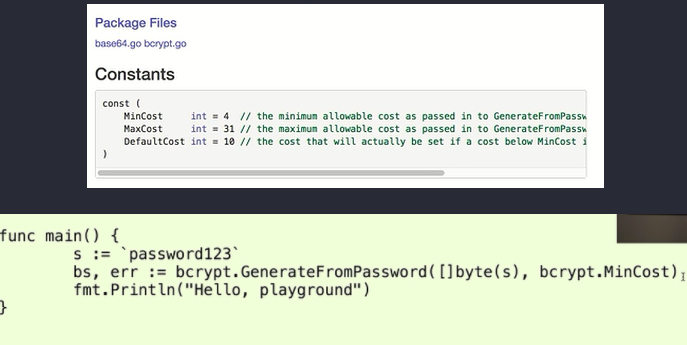 Package Files
base64.go bcrypt.go
Constants
const (
    MinCost     int = 4  // the minimum allowable cost as passed in to GenerateFromPassw
    MaxCost     int = 31 // the maximum allowable cost as passed in to GenerateFromPassw
    DefaultCost int = 10 // the cost that will actually be set if a cost below MinCost i
)
func main() {
        s := `password123`
        bs, err := bcrypt.GenerateFromPassword([]byte(s), bcrypt.MinCost)
        fmt.Println("Hello, playground")
}